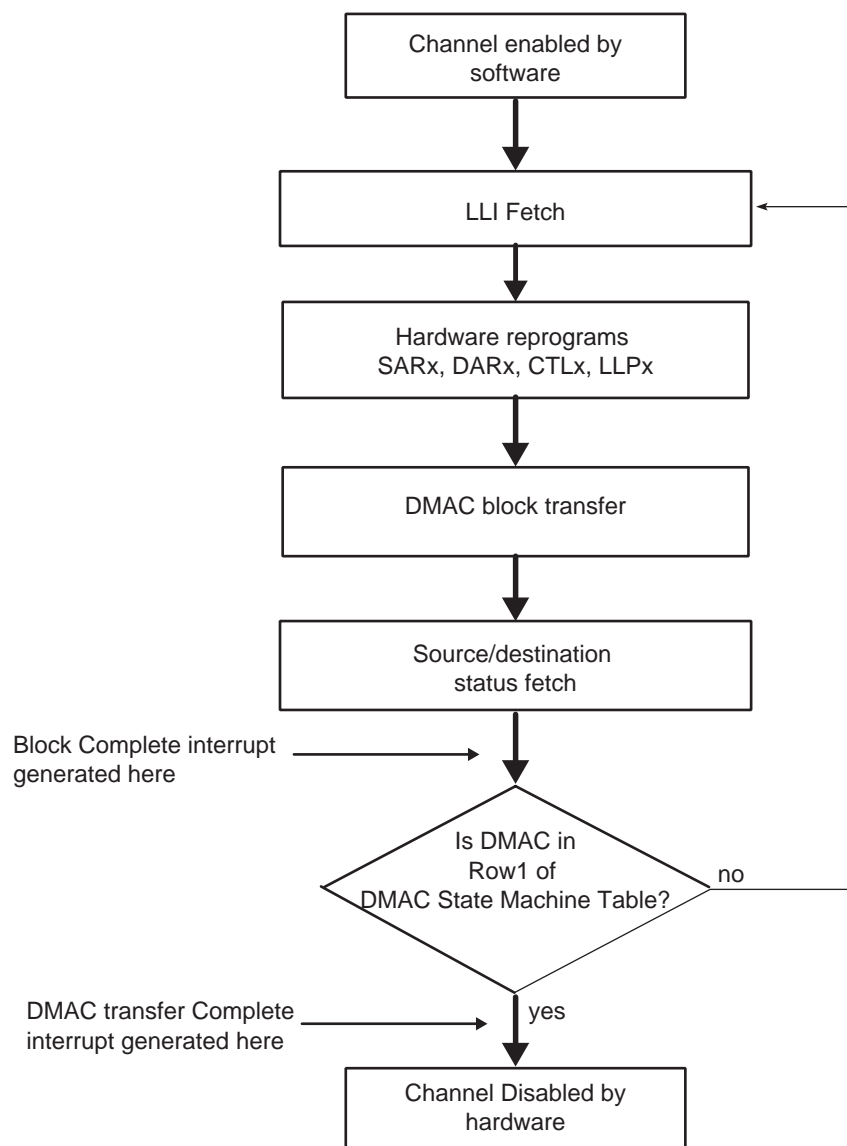 Channel enabled by
software
LLI Fetch
Hardware reprograms
SARx, DARx, CTLx, LLPx
DMAC block transfer
Source/destination
status fetch
Block Complete interrupt
generated here
Is DMAC in
Row1 of
DMAC State Machine Table?
no
DMAC transfer Complete
interrupt generated here
yes
Channel Disabled by
hardware